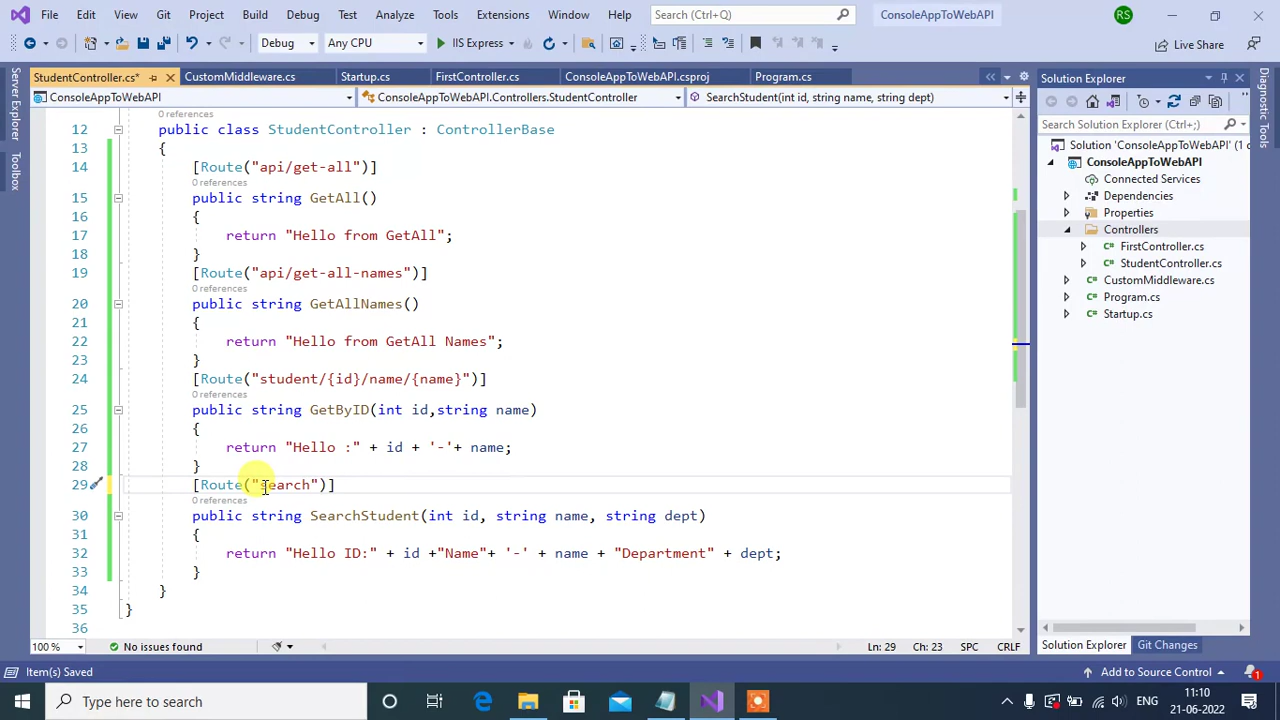 File Edit View Git Project Build Debug Test Analyze Tools Extensions Window Help Search (Ctrl+Q) ConsoleAppToWebAPI RS
Debug Any CPU IIS Express Live Share
Server Explorer
Toolbox
StudentController.cs* CustomMiddleware.cs Startup.cs FirstController.cs ConsoleAppToWebAPI.csproj Program.cs
ConsoleAppToWebAPI ConsoleAppToWebAPI.Controllers.StudentController SearchStudent(int id, string name, string dept)
0 references
12 public class StudentController : ControllerBase
13 {
14 [Route("api/get-all")]
0 references
15 public string GetAll()
16 {
17 return "Hello from GetAll";
18 }
19 [Route("api/get-all-names")]
0 references
20 public string GetAllNames()
21 {
22 return "Hello from GetAll Names";
23 }
24 [Route("student/{id}/name/{name}")]
0 references
25 public string GetByID(int id,string name)
26 {
27 return "Hello :" + id + '-'+ name;
28 }
29 [Route("search")]
0 references
30 public string SearchStudent(int id, string name, string dept)
31 {
32 return "Hello ID:" + id +"Name"+ '-' + name + "Department" + dept;
33 }
34 }
35 }
36
100 % No issues found Ln: 29 Ch: 23 SPC CRLF
Solution Explorer
Search Solution Explorer (Ctrl+;)
Solution 'ConsoleAppToWebAPI' (1 o
ConsoleAppToWebAPI
Connected Services
Dependencies
Properties
Controllers
FirstController.cs
StudentController.cs
CustomMiddleware.cs
Program.cs
Startup.cs
Solution Explorer Git Changes
Diagnostic Tools
Item(s) Saved Add to Source Control 1
Type here to search ENG 11:10
21-06-2022